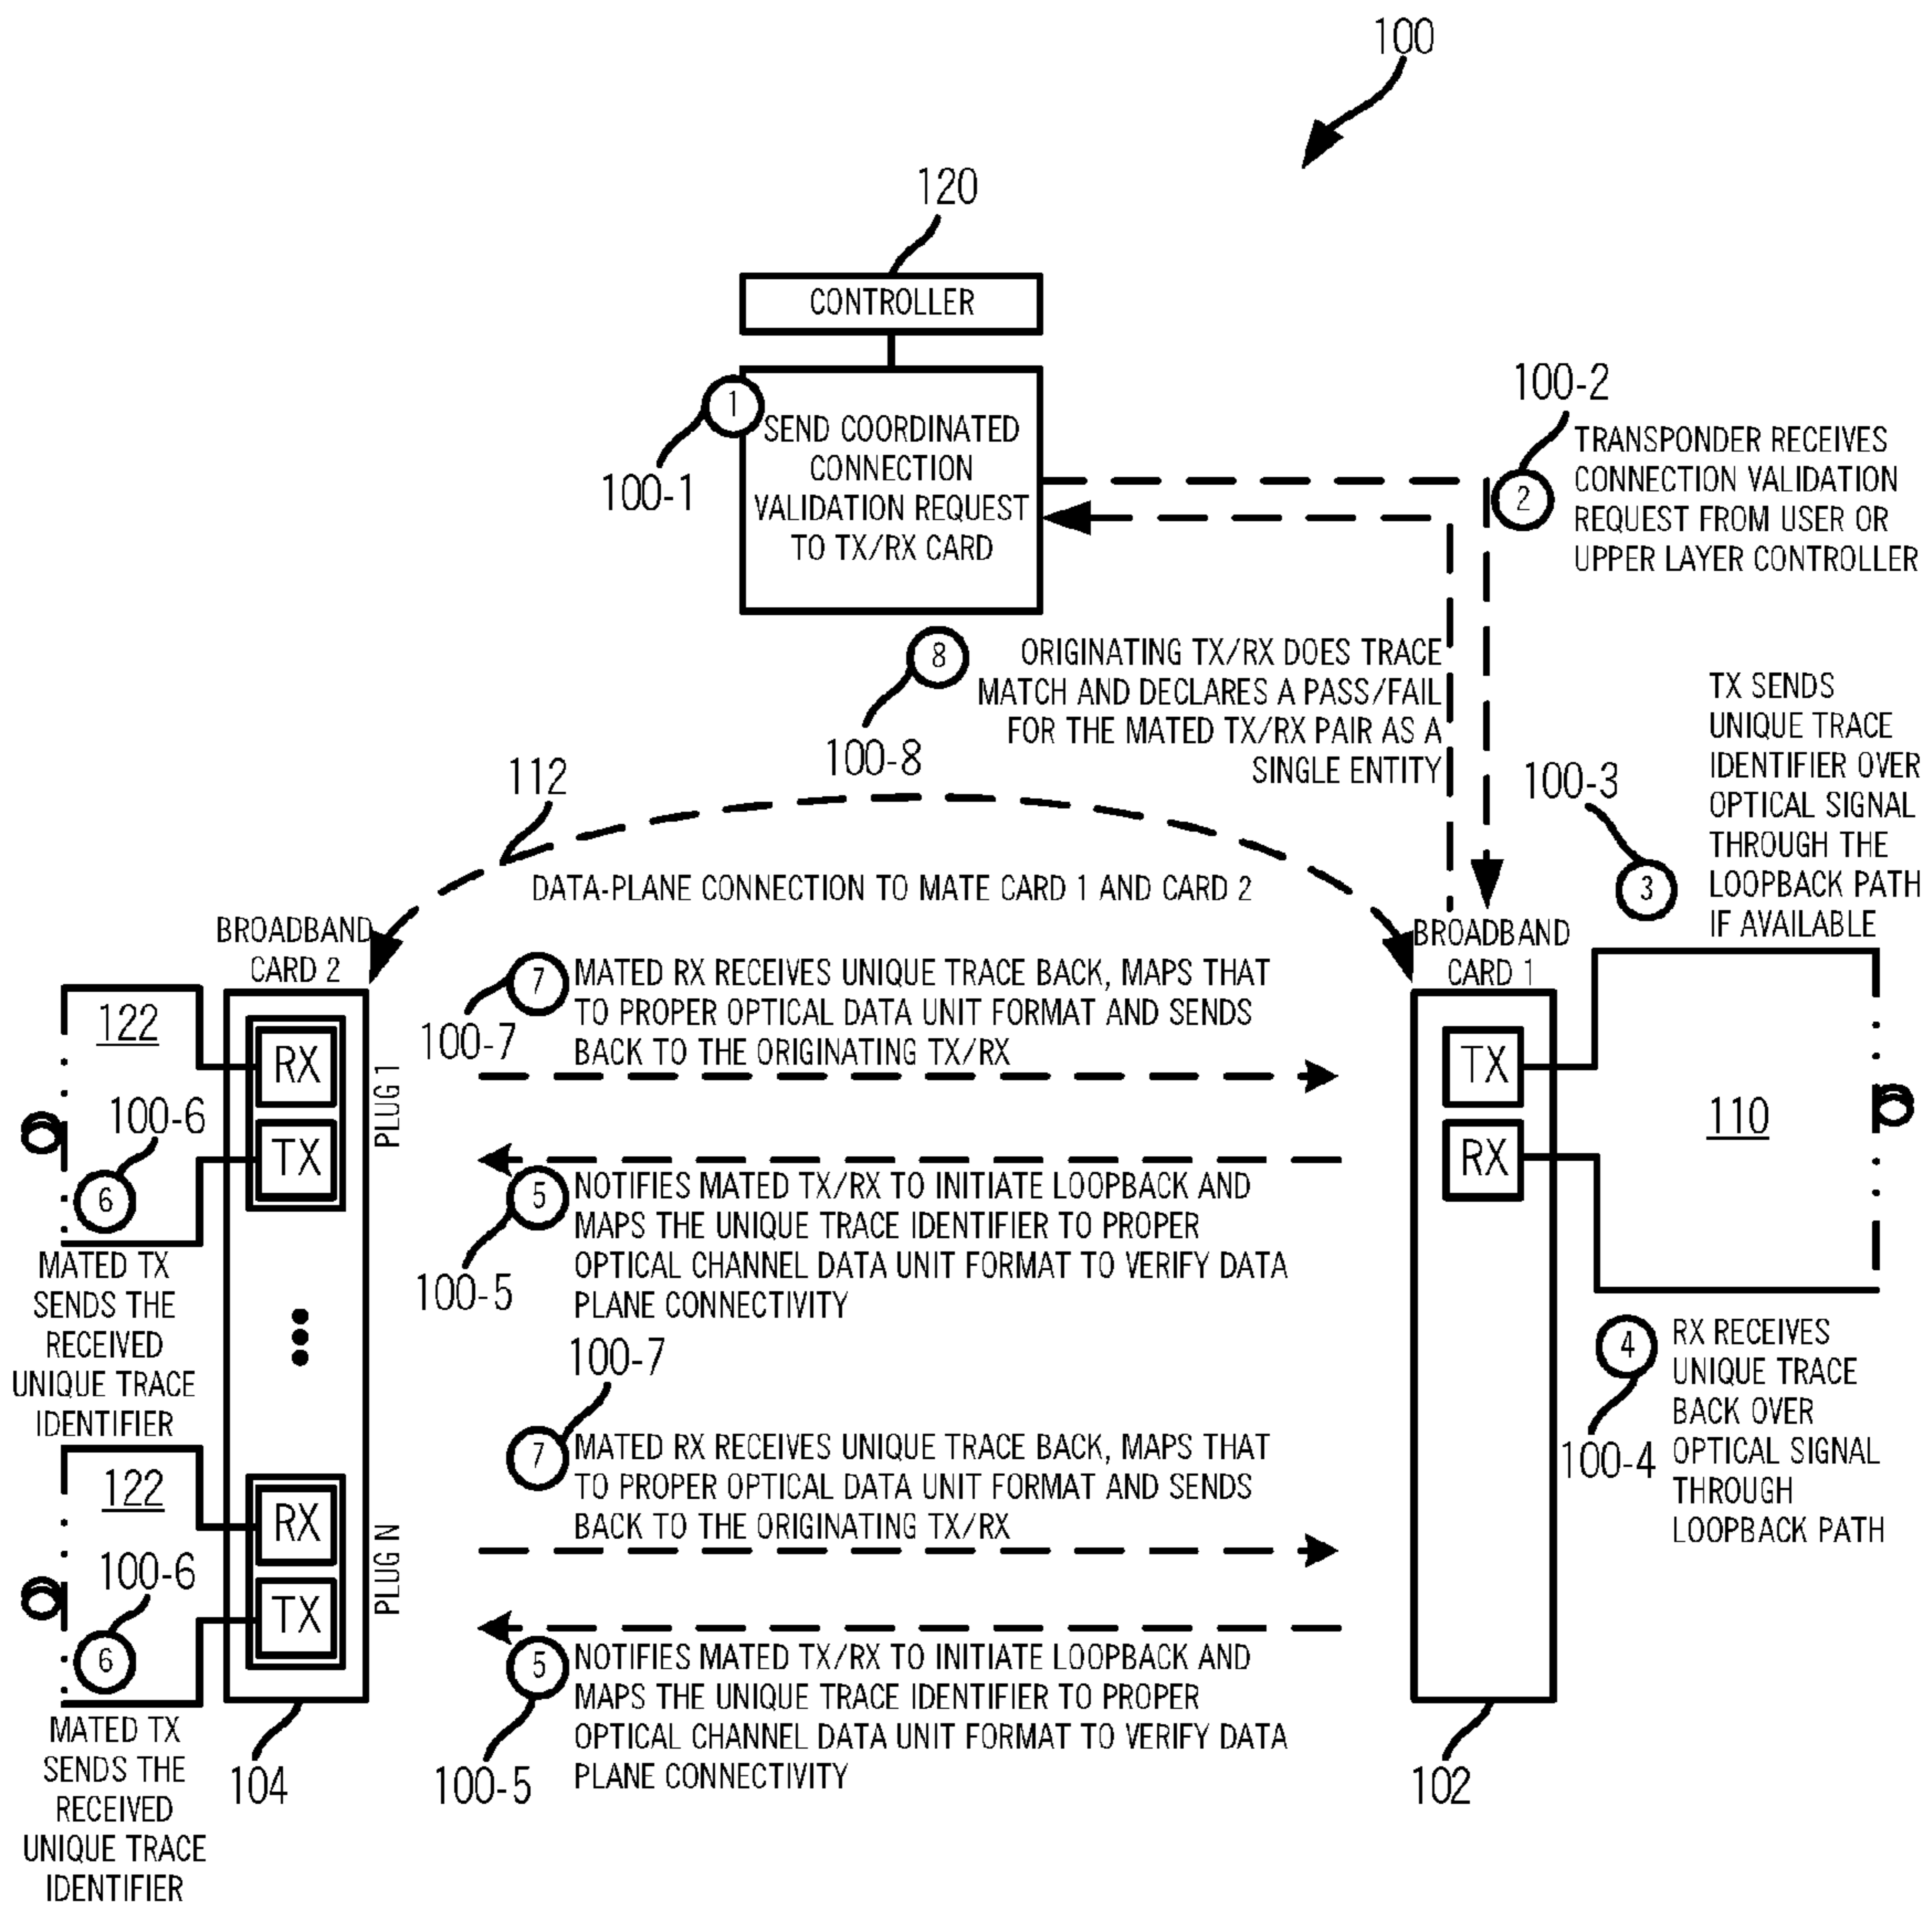 100
120
CONTROLLER
1
SEND COORDINATED
CONNECTION
VALIDATION REQUEST
TO TX/RX CARD
100-1
100-2
2
TRANSPONDER RECEIVES
CONNECTION VALIDATION
REQUEST FROM USER OR
UPPER LAYER CONTROLLER
8
100-8
ORIGINATING TX/RX DOES TRACE
MATCH AND DECLARES A PASS/FAIL
FOR THE MATED TX/RX PAIR AS A
SINGLE ENTITY
100-3
3
TX SENDS
UNIQUE TRACE
IDENTIFIER OVER
OPTICAL SIGNAL
THROUGH THE
LOOPBACK PATH
IF AVAILABLE
112
DATA-PLANE CONNECTION TO MATE CARD 1 AND CARD 2
BROADBAND
CARD 2
BROADBAND
CARD 1
122
RX
TX
PLUG 1
100-6
6
MATED TX
SENDS THE
RECEIVED
UNIQUE TRACE
IDENTIFIER
7
100-7
MATED RX RECEIVES UNIQUE TRACE BACK, MAPS THAT
TO PROPER OPTICAL DATA UNIT FORMAT AND SENDS
BACK TO THE ORIGINATING TX/RX
5
100-5
NOTIFIES MATED TX/RX TO INITIATE LOOPBACK AND
MAPS THE UNIQUE TRACE IDENTIFIER TO PROPER
OPTICAL CHANNEL DATA UNIT FORMAT TO VERIFY DATA
PLANE CONNECTIVITY
TX
RX
110
4
100-4
RX RECEIVES
UNIQUE TRACE
BACK OVER
OPTICAL SIGNAL
THROUGH
LOOPBACK PATH
122
RX
TX
PLUG N
100-6
6
MATED TX
SENDS THE
RECEIVED
UNIQUE TRACE
IDENTIFIER
100-7
7
MATED RX RECEIVES UNIQUE TRACE BACK, MAPS THAT
TO PROPER OPTICAL DATA UNIT FORMAT AND SENDS
BACK TO THE ORIGINATING TX/RX
5
100-5
NOTIFIES MATED TX/RX TO INITIATE LOOPBACK AND
MAPS THE UNIQUE TRACE IDENTIFIER TO PROPER
OPTICAL CHANNEL DATA UNIT FORMAT TO VERIFY DATA
PLANE CONNECTIVITY
104
102